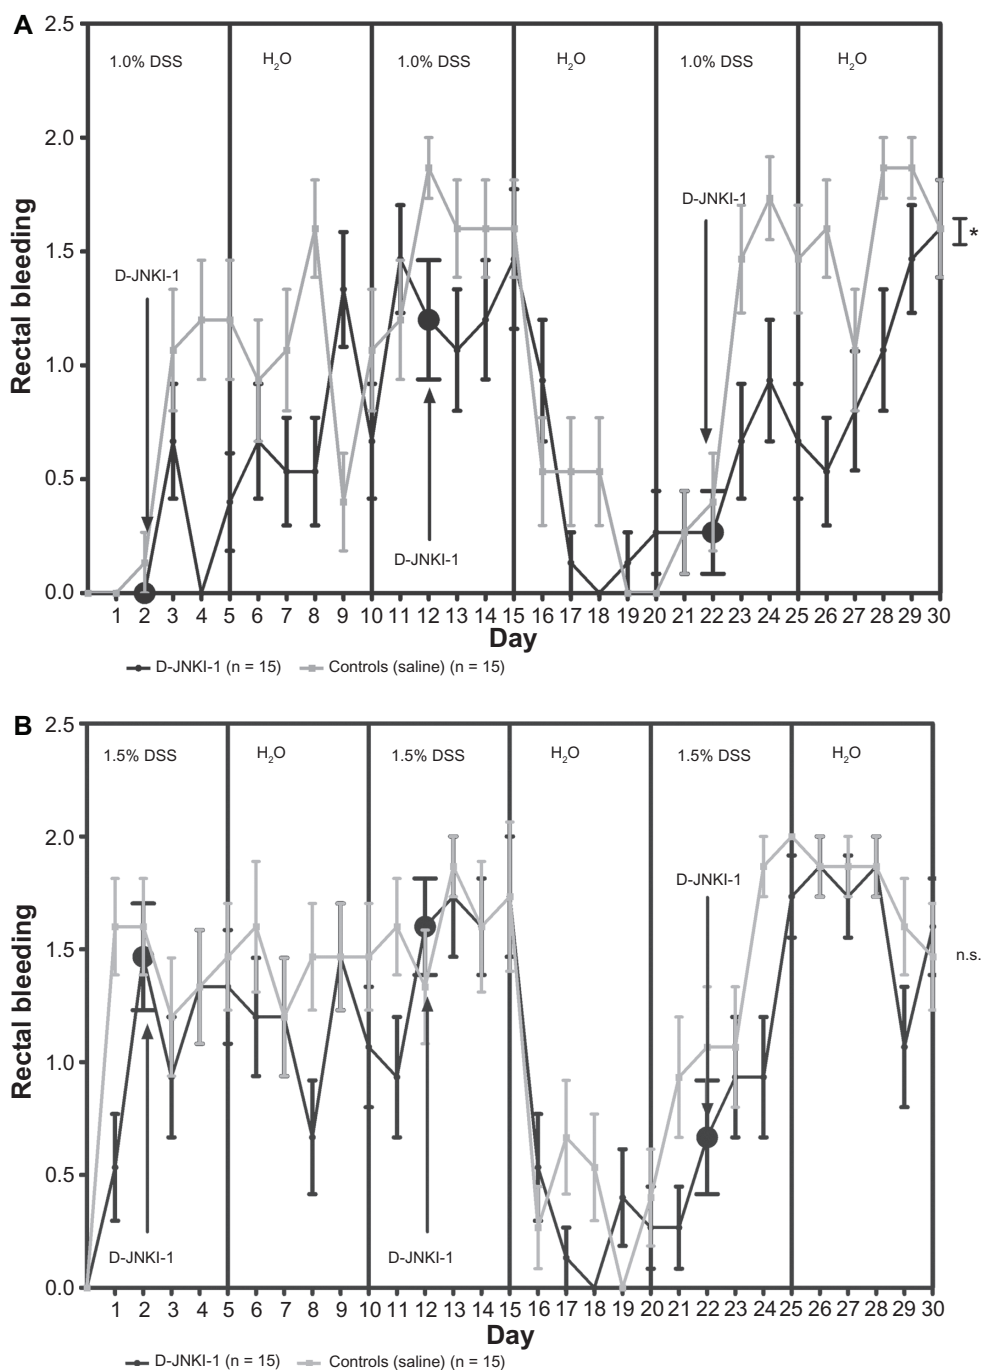 A
2.5
1.0% DSS
H₂O
1.0% DSS
H₂O
1.0% DSS
H₂O
2.0
D-JNKI-1
1.5
*
D-JNKI-1
Rectal bleeding
1.0
0.5
D-JNKI-1
0.0
1 2 3 4 5 6 7 8 9 10 11 12 13 14 15 16 17 18 19 20 21 22 23 24 25 26 27 28 29 30
Day
D-JNKI-1 (n = 15) Controls (saline) (n = 15)
B
2.5
1.5% DSS
H₂O
1.5% DSS
H₂O
1.5% DSS
H₂O
2.0
D-JNKI-1
1.5
n.s.
Rectal bleeding
1.0
0.5
D-JNKI-1
D-JNKI-1
0.0
1 2 3 4 5 6 7 8 9 10 11 12 13 14 15 16 17 18 19 20 21 22 23 24 25 26 27 28 29 30
Day
D-JNKI-1 (n = 15) Controls (saline) (n = 15)